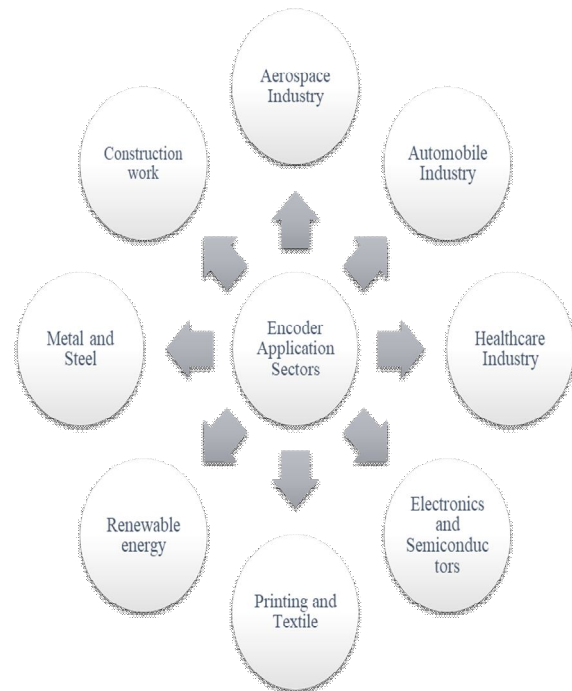 Aerospace
Industry
Construction
work
Automobile
Industry
Metal and
Steel
Encoder
Application
Sectors
Healthcare
Industry
Renewable
energy
Electronics
and
Semiconduc
tors
Printing and
Textile